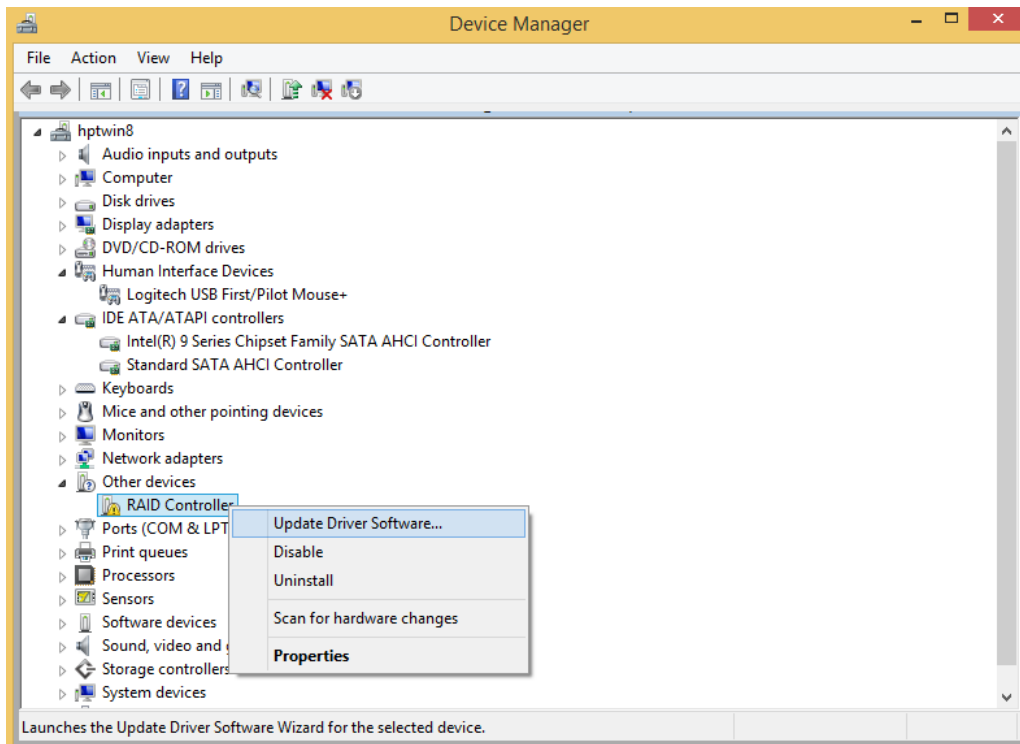 Device Manager
File Action View Help
hptwin8
Audio inputs and outputs
Computer
Disk drives
Display adapters
DVD/CD-ROM drives
Human Interface Devices
Logitech USB First/Pilot Mouse+
IDE ATA/ATAPI controllers
Intel(R) 9 Series Chipset Family SATA AHCI Controller
Standard SATA AHCI Controller
Keyboards
Mice and other pointing devices
Monitors
Network adapters
Other devices
RAID Controller
Ports (COM & LPT
Print queues
Processors
Sensors
Software devices
Sound, video and
Storage controllers
System devices
Update Driver Software...
Disable
Uninstall
Scan for hardware changes
Properties
Launches the Update Driver Software Wizard for the selected device.